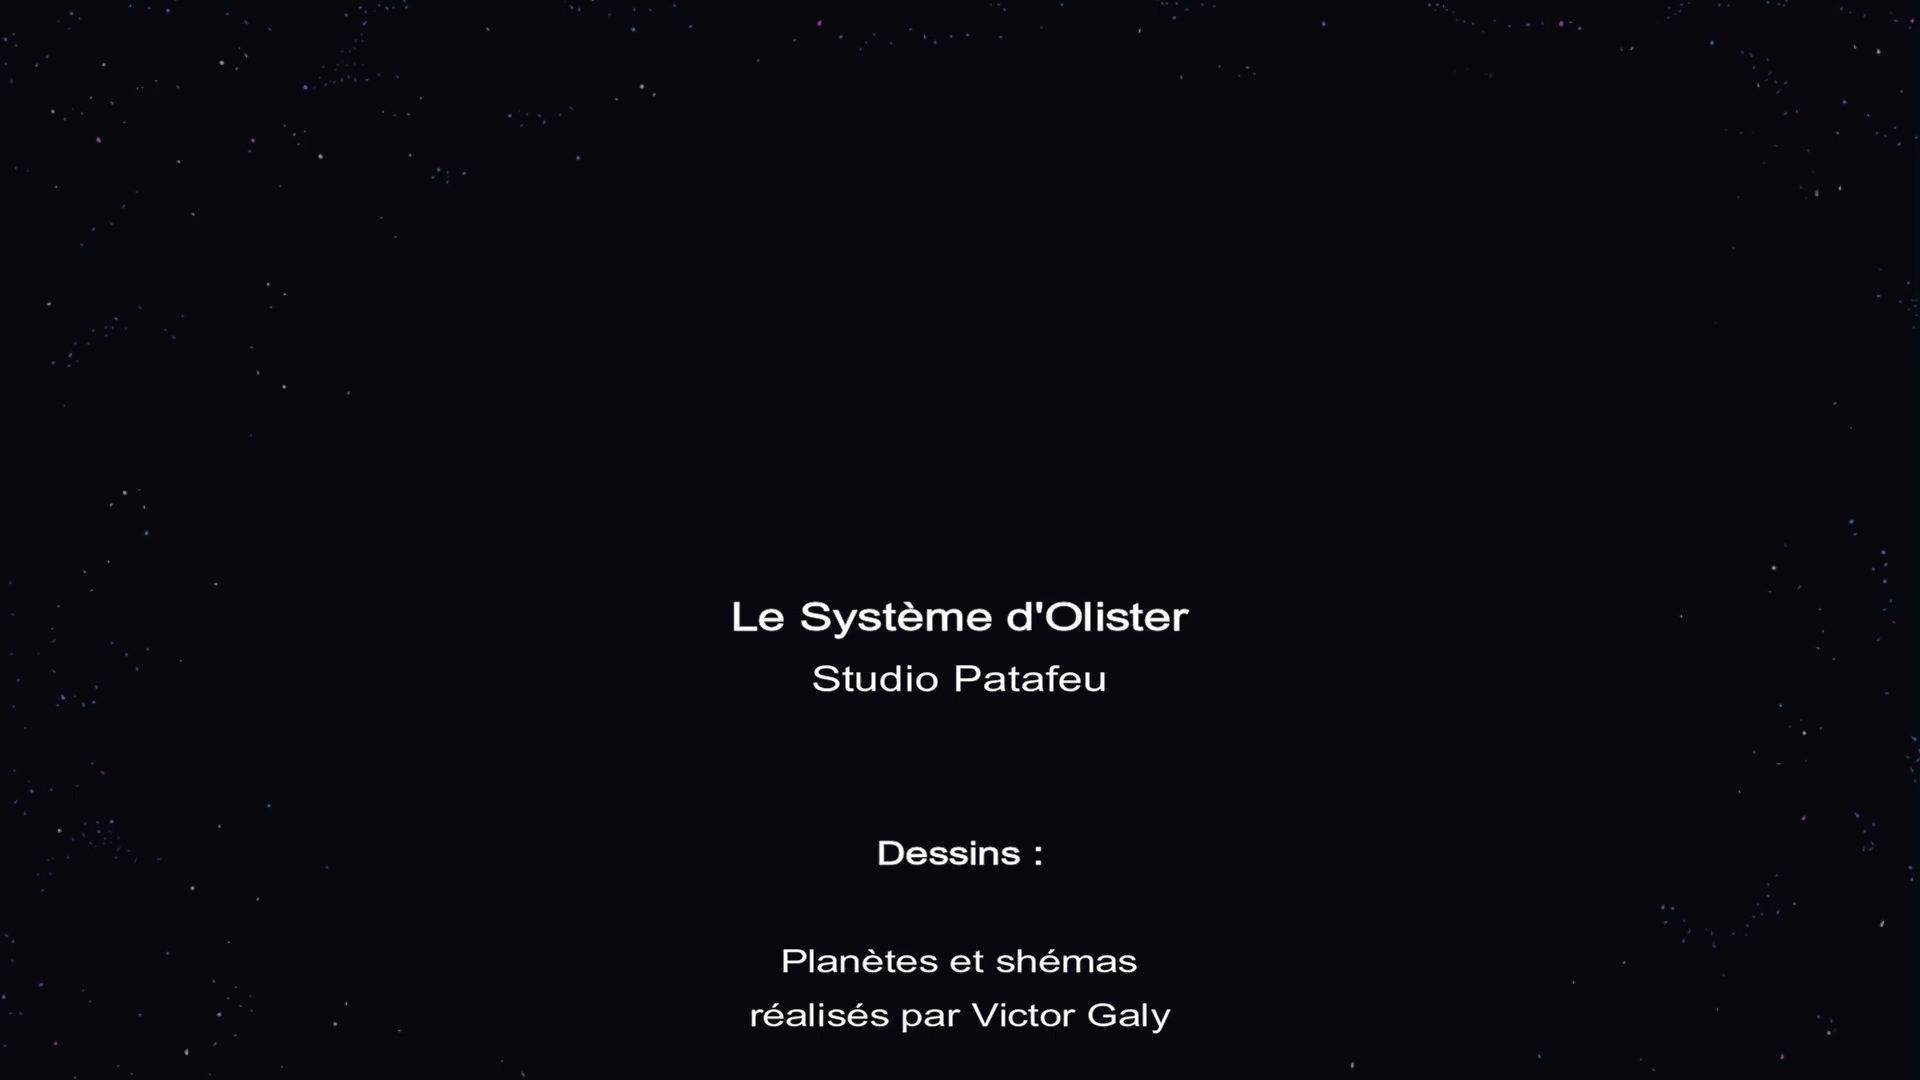 Le Système d'Olister
Studio Patafeu
Dessins :
Planètes et shémas
réalisés par Victor Galy